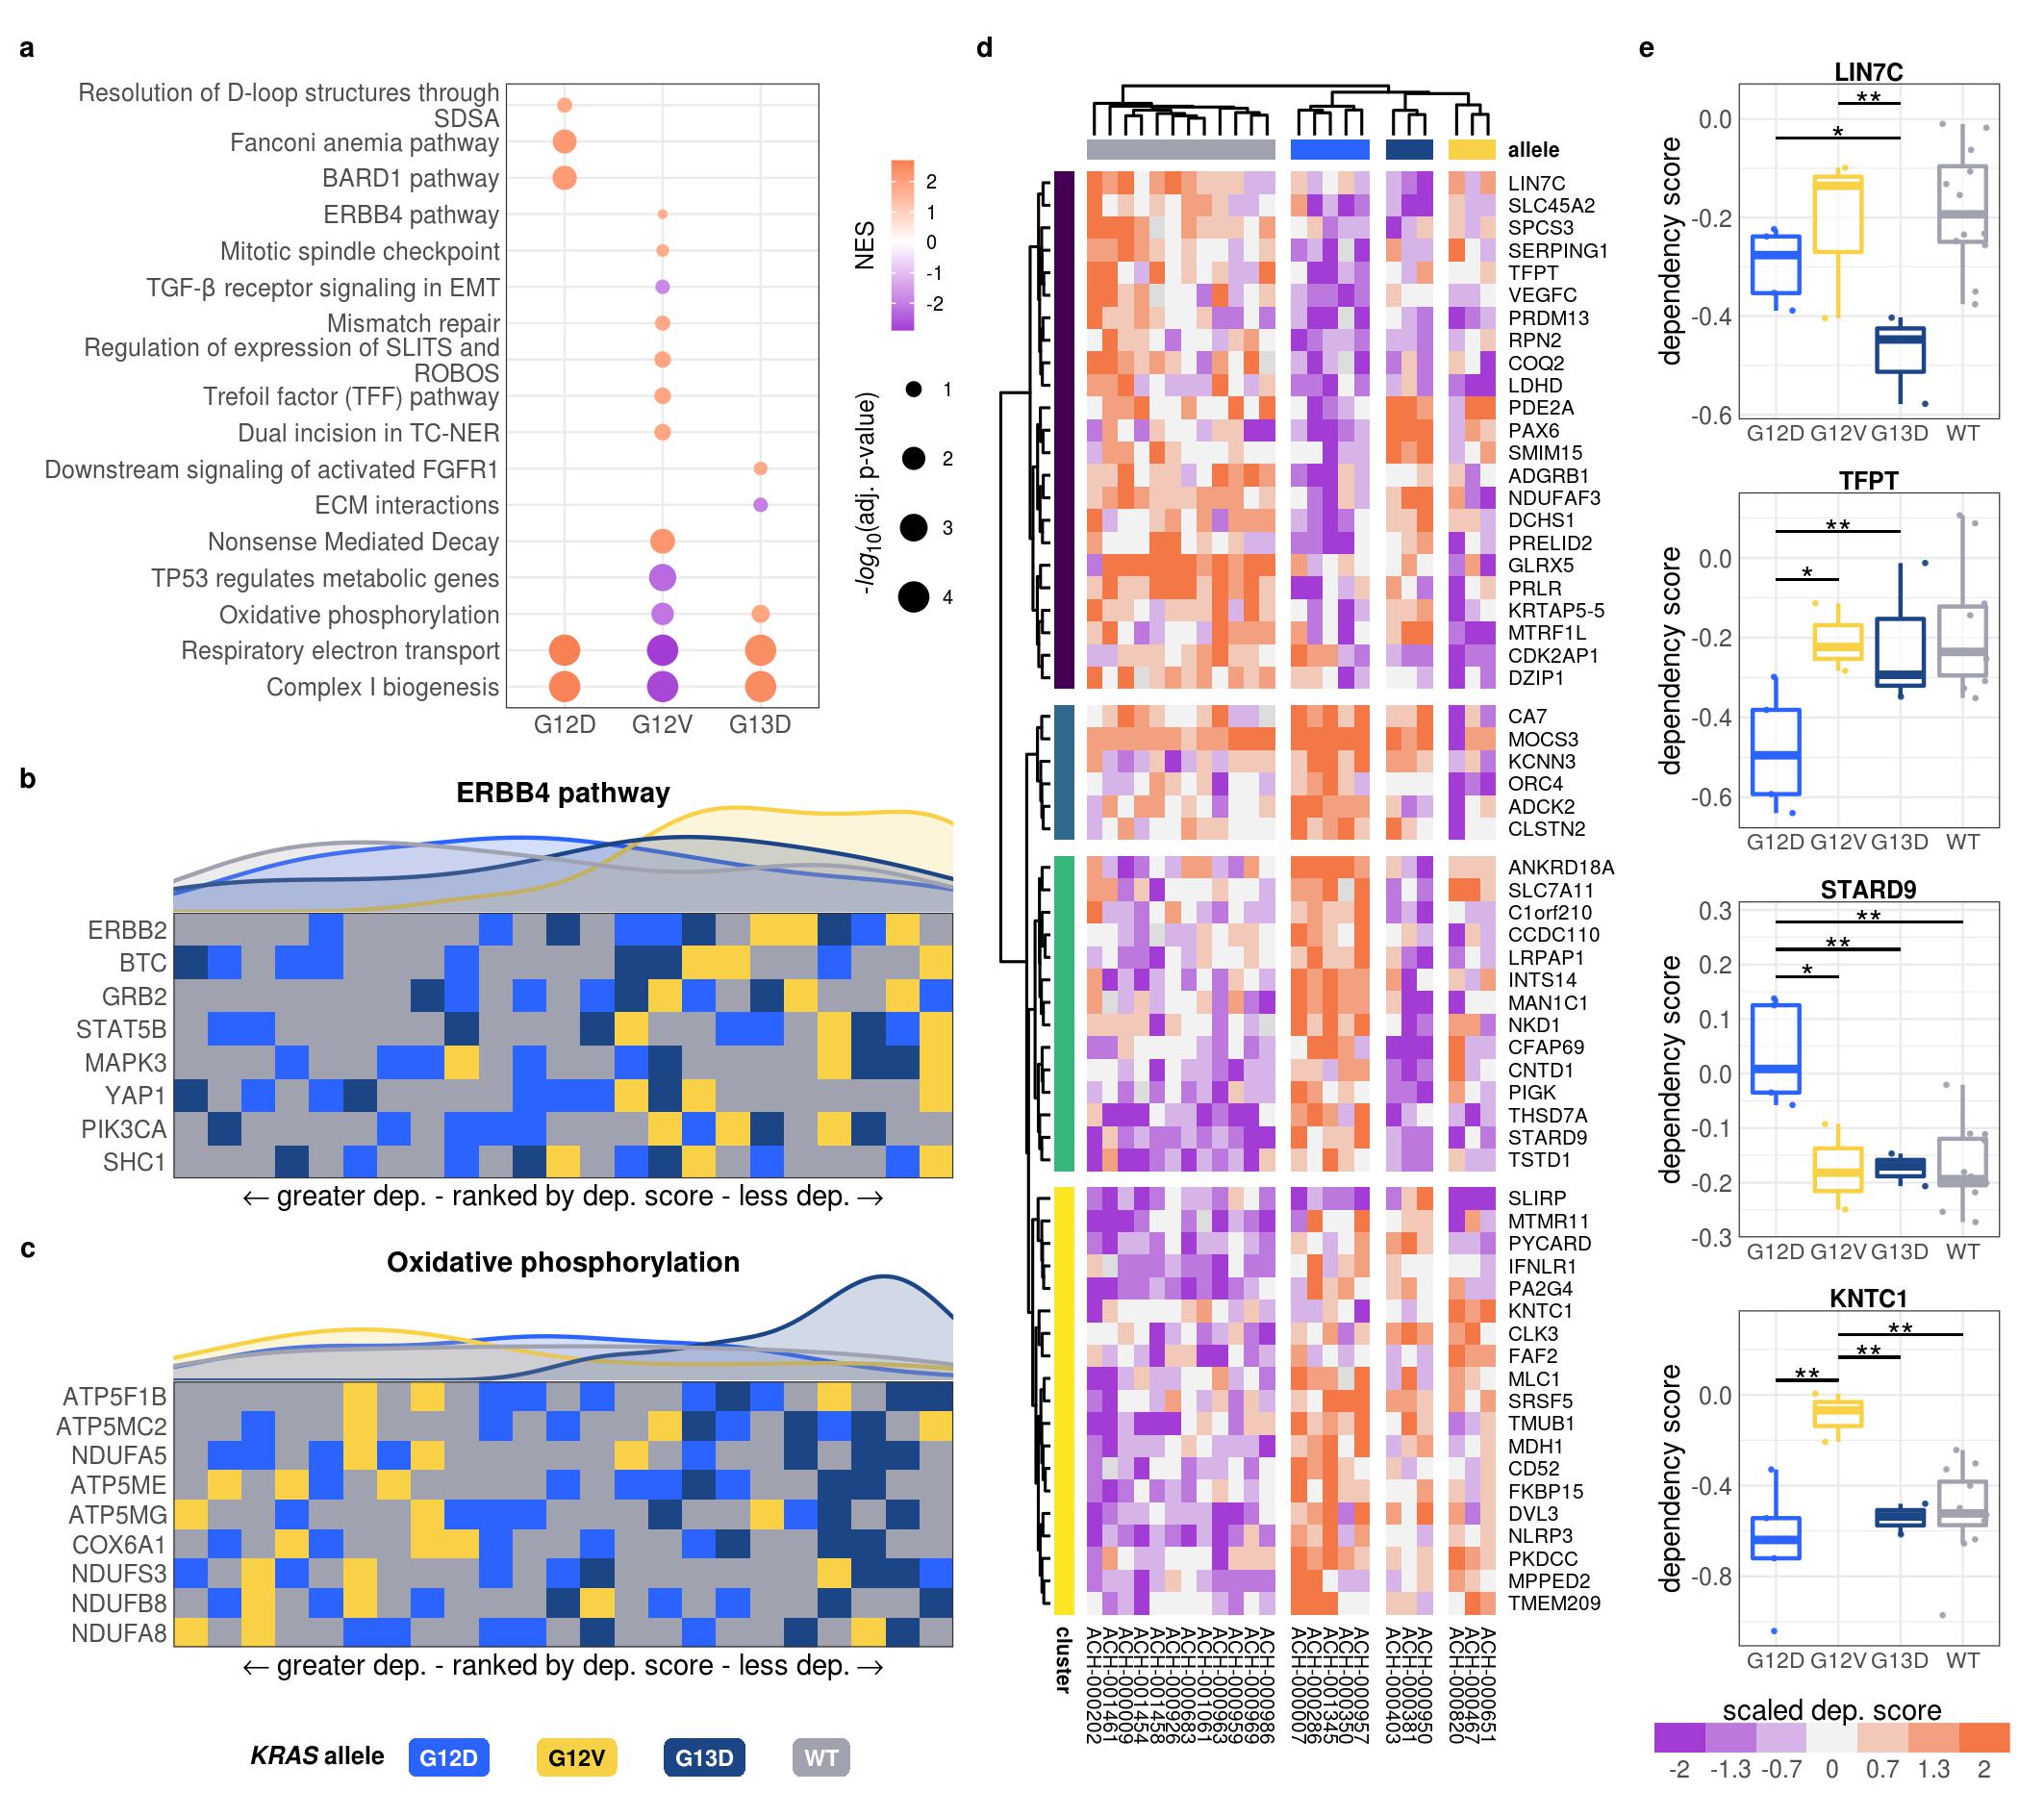 a
Resolution of D-loop structures through
SDSA
Fanconi anemia pathway
BARD1 pathway
ERBB4 pathway
Mitotic spindle checkpoint
TGF-β receptor signaling in EMT
Mismatch repair
Regulation of expression of SLITS and
ROBOS
Trefoil factor (TFF) pathway
Dual incision in TC-NER
Downstream signaling of activated FGFR1
ECM interactions
Nonsense Mediated Decay
TP53 regulates metabolic genes
Oxidative phosphorylation
Respiratory electron transport
Complex I biogenesis
G12D G12V G13D
NES
2
1
0
-1
-2
-log10(adj. p-value)
1
2
3
4
b
ERBB4 pathway
ERBB2
BTC
GRB2
STAT5B
MAPK3
YAP1
PIK3CA
SHC1
← greater dep. - ranked by dep. score - less dep. →
c
Oxidative phosphorylation
ATP5F1B
ATP5MC2
NDUFA5
ATP5ME
ATP5MG
COX6A1
NDUFS3
NDUFB8
NDUFA8
← greater dep. - ranked by dep. score - less dep. →
KRAS allele G12D G12V G13D WT
d
allele
LIN7C
SLC45A2
SPCS3
SERPING1
TFPT
VEGFC
PRDM13
RPN2
COQ2
LDHD
PDE2A
PAX6
SMIM15
ADGRB1
NDUFAF3
DCHS1
PRELID2
GLRX5
PRLR
KRTAP5-5
MTRF1L
CDK2AP1
DZIP1
CA7
MOCS3
KCNN3
ORC4
ADCK2
CLSTN2
ANKRD18A
SLC7A11
C1orf210
CCDC110
LRPAP1
INTS14
MAN1C1
NKD1
CFAP69
CNTD1
PIGK
THSD7A
STARD9
TSTD1
SLIRP
MTMR11
PYCARD
IFNLR1
PA2G4
KNTC1
CLK3
FAF2
MLC1
SRSF5
TMUB1
MDH1
CD52
FKBP15
DVL3
NLRP3
PKDCC
MPPED2
TMEM209
cluster
ACH-000202
ACH-001461
ACH-000009
ACH-001454
ACH-001458
ACH-000926
ACH-000683
ACH-001061
ACH-000963
ACH-000959
ACH-000969
ACH-000986
ACH-000007
ACH-000286
ACH-001345
ACH-000350
ACH-000957
ACH-000403
ACH-000381
ACH-000950
ACH-000820
ACH-000467
ACH-000651
e
LIN7C
dependency score
0.0
-0.2
-0.4
-0.6
**
*
G12D G12V G13D WT
TFPT
dependency score
0.0
-0.2
-0.4
-0.6
**
*
G12D G12V G13D WT
STARD9
dependency score
0.3
0.2
0.1
0.0
-0.1
-0.2
-0.3
**
**
*
G12D G12V G13D WT
KNTC1
dependency score
0.0
-0.4
-0.8
**
**
**
G12D G12V G13D WT
scaled dep. score
-2 -1.3 -0.7 0 0.7 1.3 2